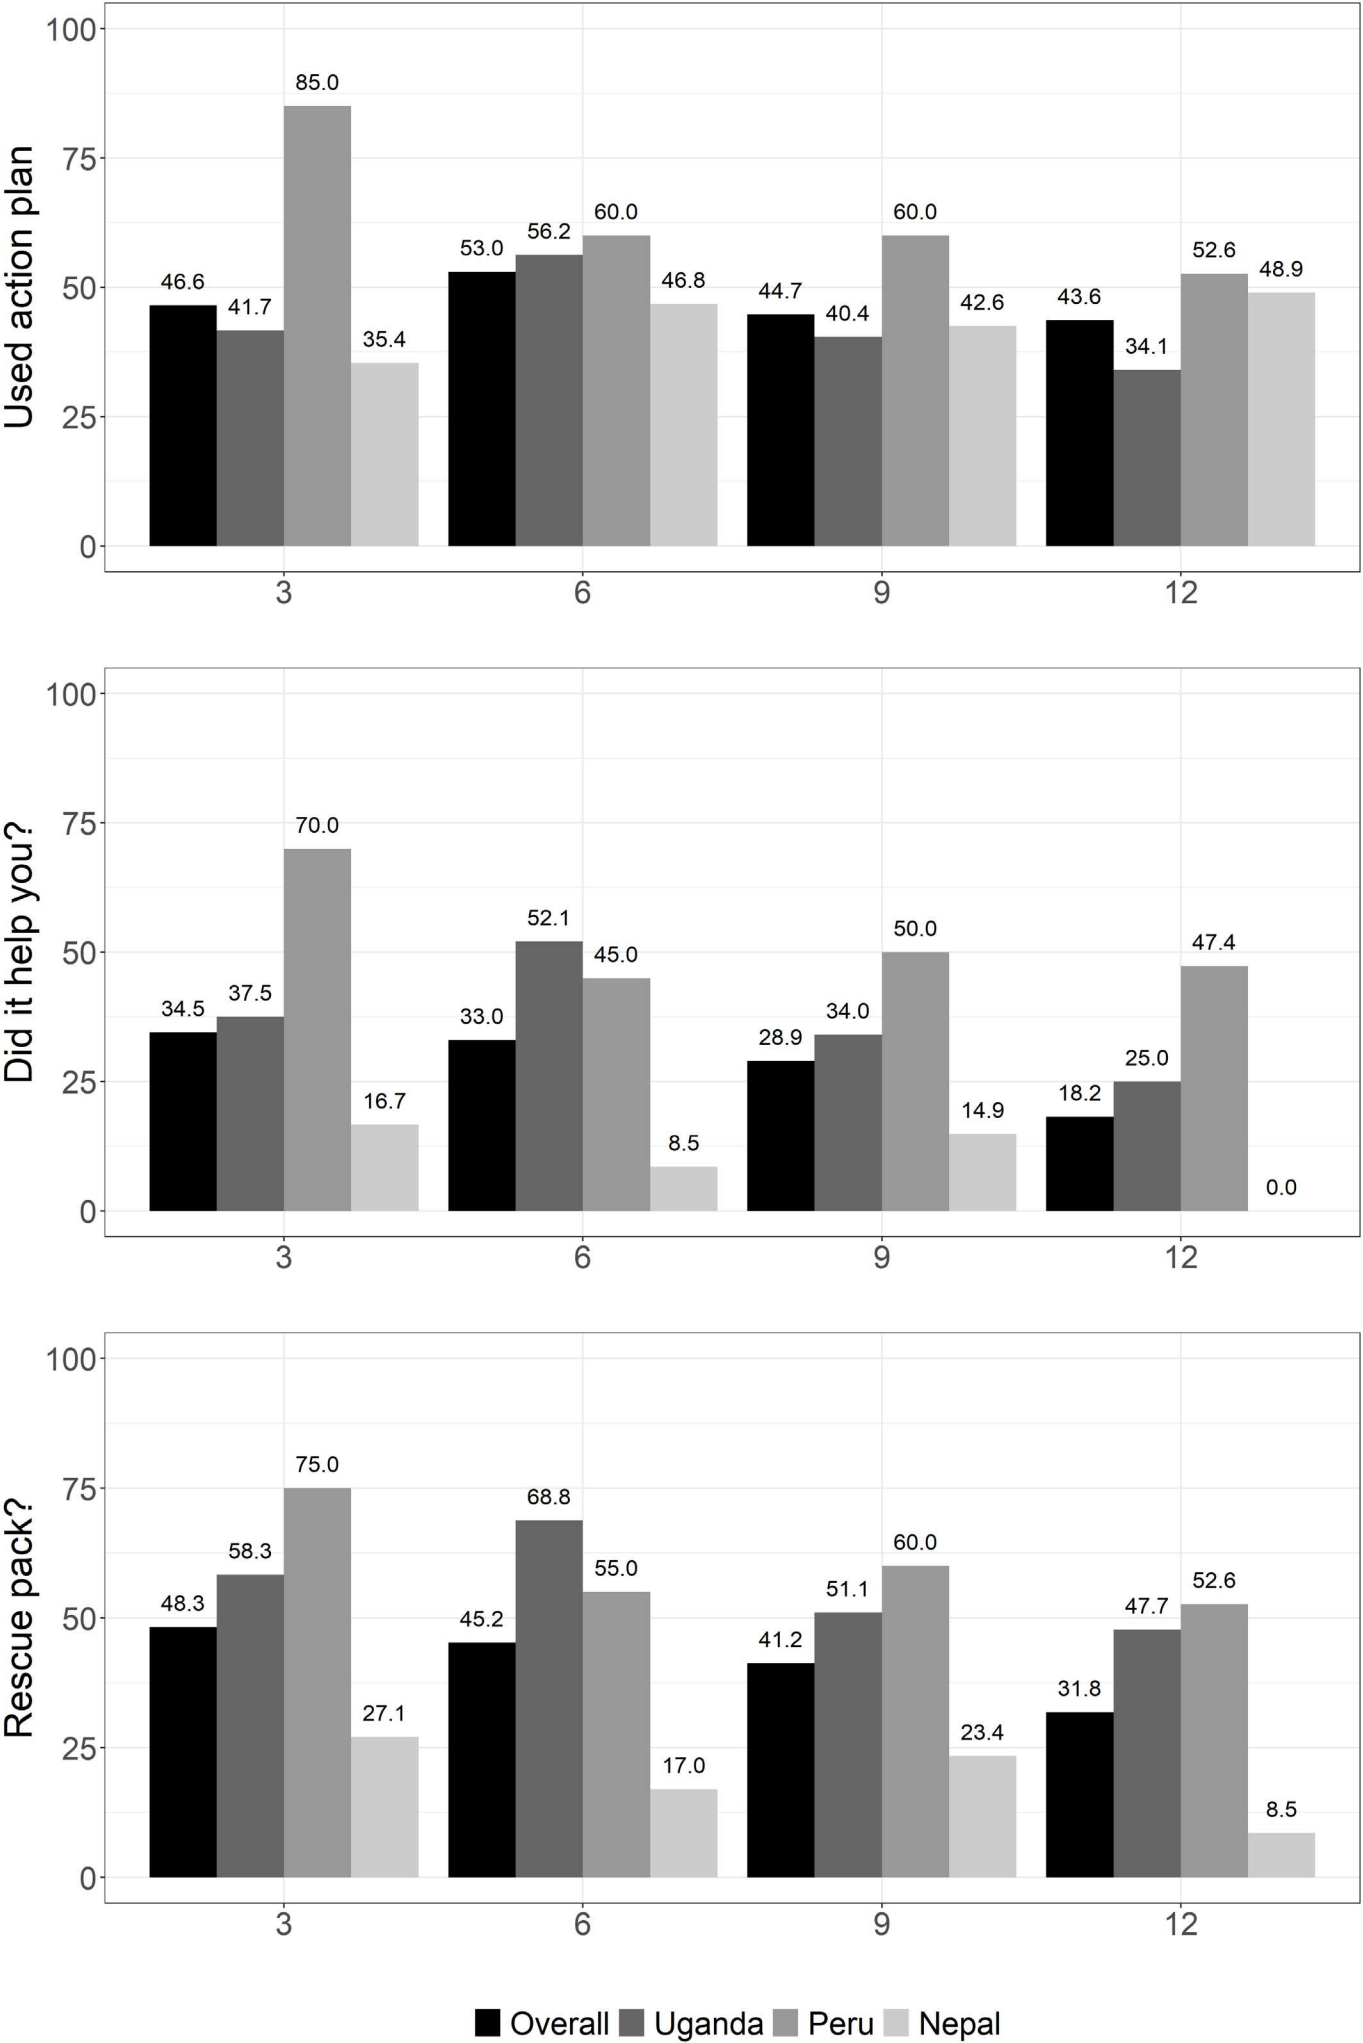 Used action plan
100
75
50
25
0
46.6 41.7 85.0 35.4
53.0 56.2 60.0 46.8
44.7 40.4 60.0 42.6
43.6 34.1 52.6 48.9
3 6 9 12
Did it help you?
100
75
50
25
0
34.5 37.5 70.0 16.7
33.0 52.1 45.0 8.5
28.9 34.0 50.0 14.9
18.2 25.0 47.4 0.0
3 6 9 12
Rescue pack?
100
75
50
25
0
48.3 58.3 75.0 27.1
45.2 68.8 55.0 17.0
41.2 51.1 60.0 23.4
31.8 47.7 52.6 8.5
3 6 9 12
Overall Uganda Peru Nepal